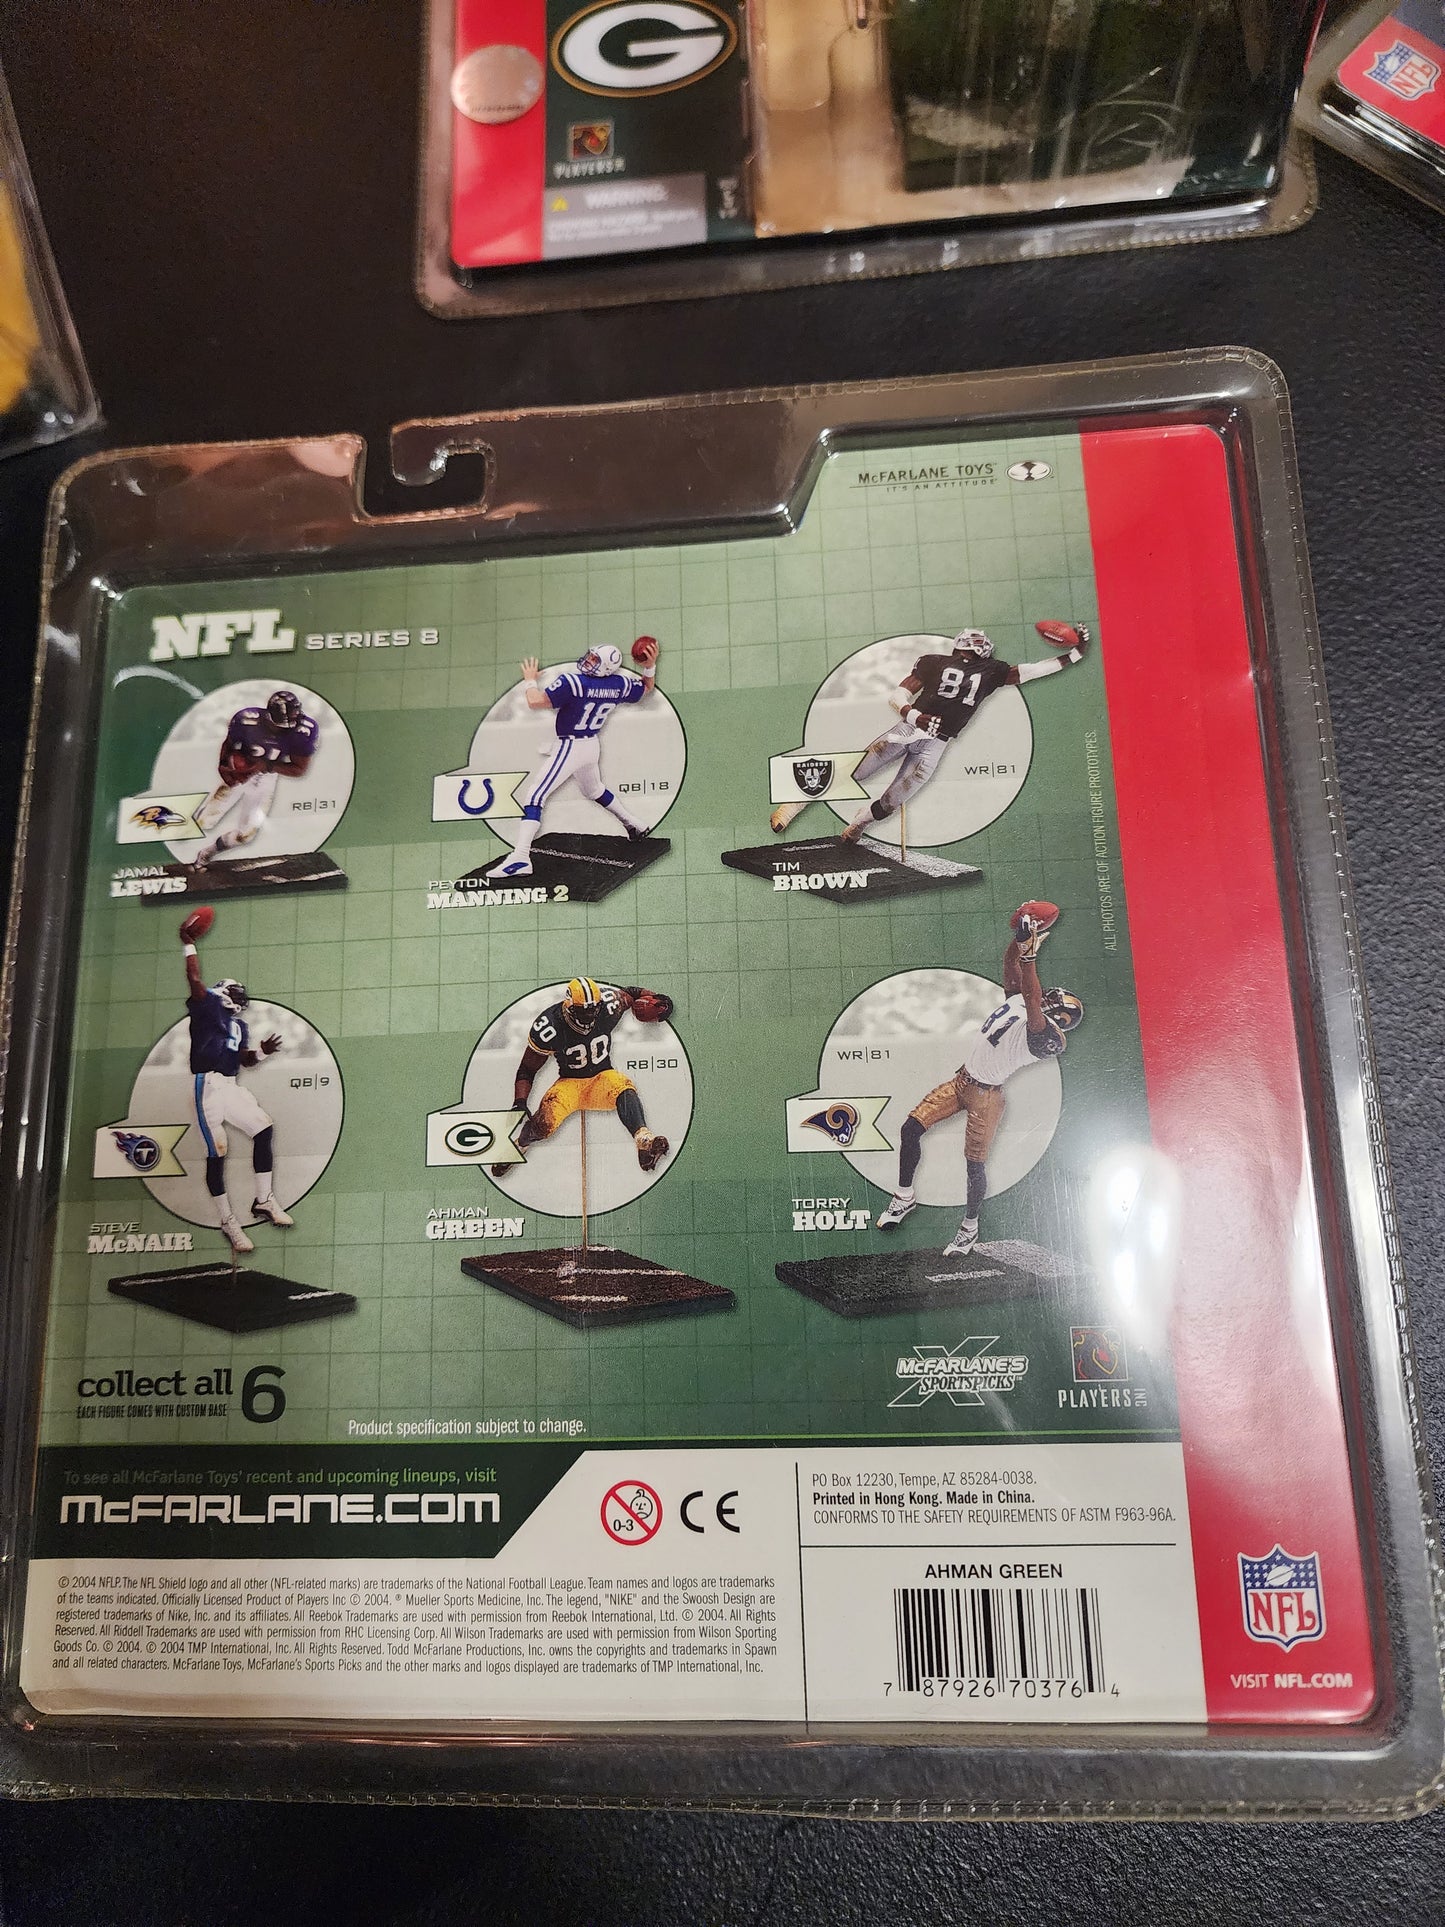 G
PLAYERS
WARNING:
NFL
McFARLANE TOYS
IT'S AN ATTITUDE
NFL SERIES 8
RB|31
JAMAL
LEWIS
MANNING
18
QB|18
PEYTON
MANNING 2
81
RAIDERS
WR|81
TIM
BROWN
ALL PHOTOS ARE OF ACTION FIGURE PROTOTYPES.
QB|9
T
STEVE
McNAIR
30
30
30
RB|30
G
AHMAN
GREEN
81
WR|81
TORRY
HOLT
collect all 6
EACH FIGURE COMES WITH CUSTOM BASE
Product specification subject to change.
McFARLANE'S
SPORTSPICKS™
PLAYERS INC
To see all McFarlane Toys' recent and upcoming lineups, visit
McFARLANE.COM
0-3
CE
PO Box 12230, Tempe, AZ 85284-0038.
Printed in Hong Kong. Made in China.
CONFORMS TO THE SAFETY REQUIREMENTS OF ASTM F963-96A.
© 2004 NFLP. The NFL Shield logo and all other (NFL-related marks) are trademarks of the National Football League. Team names and logos are trademarks
of the teams indicated. Officially Licensed Product of Players Inc © 2004. ® Mueller Sports Medicine, Inc. The legend, "NIKE" and the Swoosh Design are
registered trademarks of Nike, Inc. and its affiliates. All Reebok Trademarks are used with permission from Reebok International, Ltd. © 2004. All Rights
Reserved. All Riddell Trademarks are used with permission from RHC Licensing Corp. All Wilson Trademarks are used with permission from Wilson Sporting
Goods Co. © 2004. © 2004 TMP International, Inc. All Rights Reserved. Todd McFarlane Productions, Inc. owns the copyrights and trademarks in Spawn
and all related characters. McFarlane Toys, McFarlane's Sports Picks and the other marks and logos displayed are trademarks of TMP International, Inc.
AHMAN GREEN
7 87926 70376 4
NFL
VISIT NFL.COM